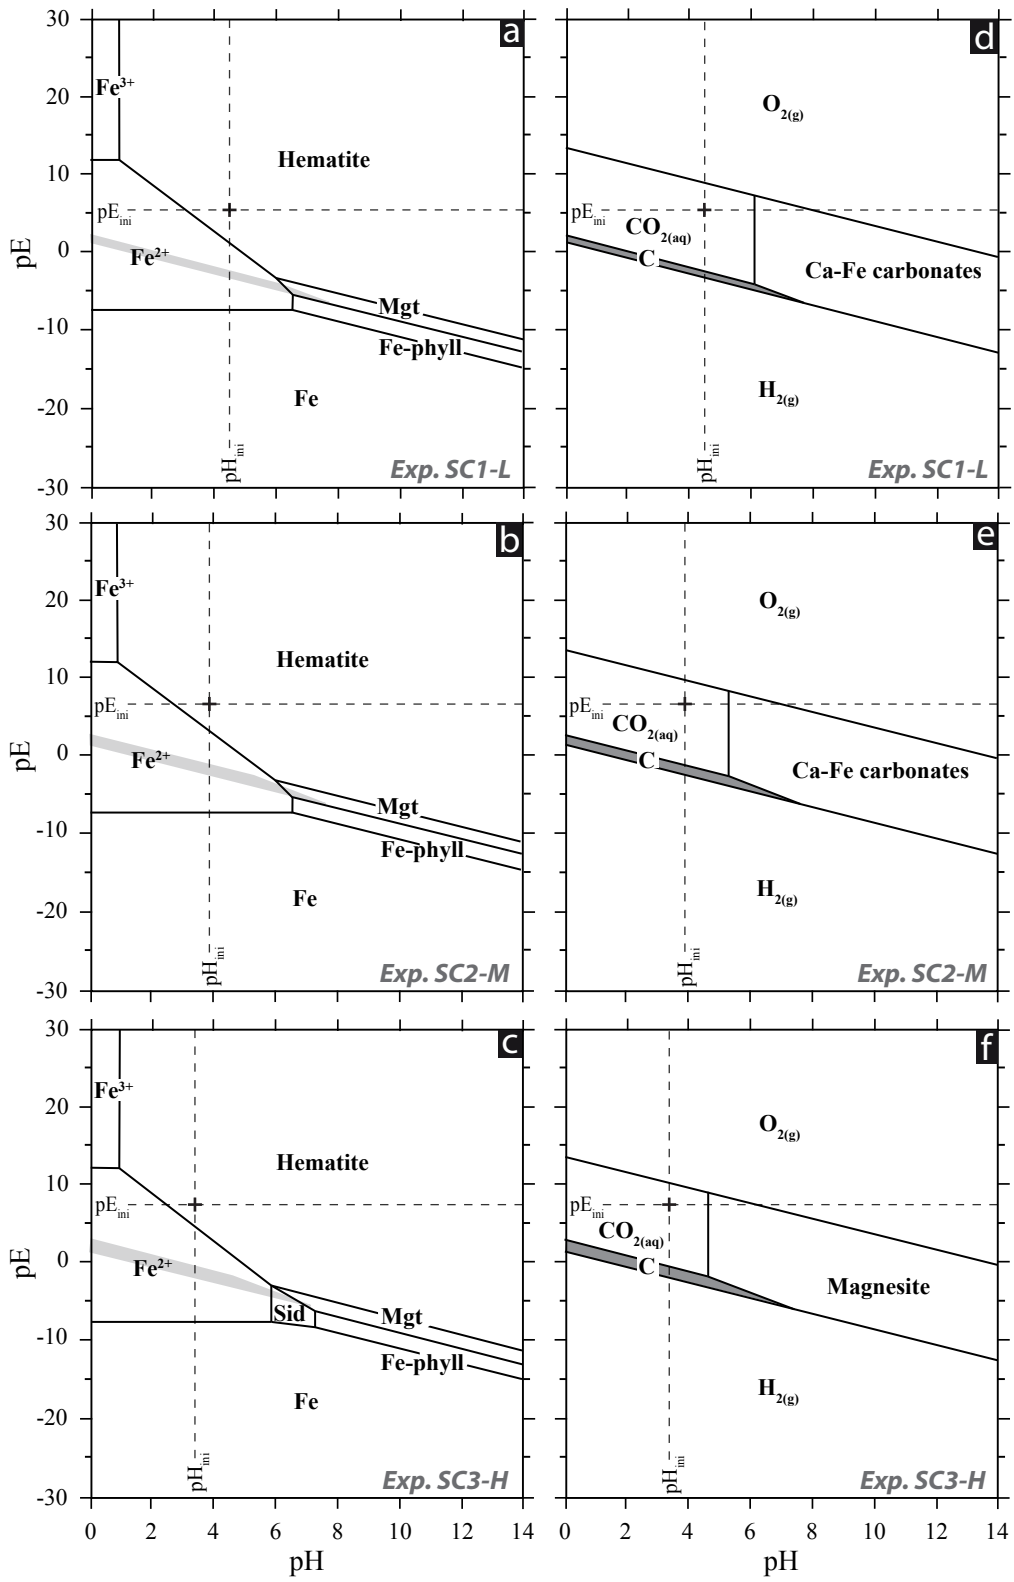 a
30
20
10
0
-10
-20
-30
pE
Fe³⁺
Hematite
pEᵢₙᵢ
Fe²⁺
Mgt
Fe-phyll
Fe
pHᵢₙᵢ
Exp. SC1-L
d
O₂₍g₎
pEᵢₙᵢ
CO₂₍aq₎
C
Ca-Fe carbonates
H₂₍g₎
pHᵢₙᵢ
Exp. SC1-L
b
30
20
10
0
-10
-20
-30
pE
Fe³⁺
Hematite
pEᵢₙᵢ
Fe²⁺
Mgt
Fe-phyll
Fe
pHᵢₙᵢ
Exp. SC2-M
e
O₂₍g₎
pEᵢₙᵢ
CO₂₍aq₎
C
Ca-Fe carbonates
H₂₍g₎
pHᵢₙᵢ
Exp. SC2-M
c
30
20
10
0
-10
-20
-30
pE
Fe³⁺
Hematite
pEᵢₙᵢ
Fe²⁺
Sid
Mgt
Fe-phyll
Fe
pHᵢₙᵢ
Exp. SC3-H
0 2 4 6 8 10 12 14
pH
f
O₂₍g₎
pEᵢₙᵢ
CO₂₍aq₎
C
Magnesite
H₂₍g₎
pHᵢₙᵢ
Exp. SC3-H
0 2 4 6 8 10 12 14
pH